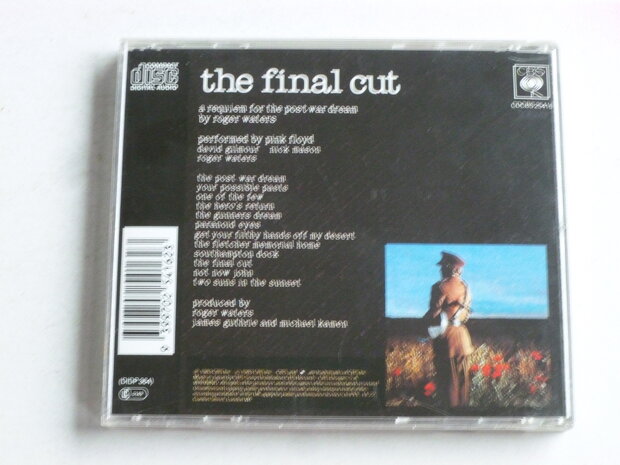 COMPACT
disc
DIGITAL AUDIO
the final cut
CBS
a requiem for the post war dream
by roger waters
performed by pink floyd
david gilmour nick mason
roger waters
the post war dream
your possible pasts
one of the few
the hero's return
the gunners dream
paranoid eyes
get your filthy hands off my desert
the fletcher memorial home
southampton dock
the final cut
not now john
two suns in the sunset
produced by
roger waters
james guthrie and michael kamen
(DIDP 364)